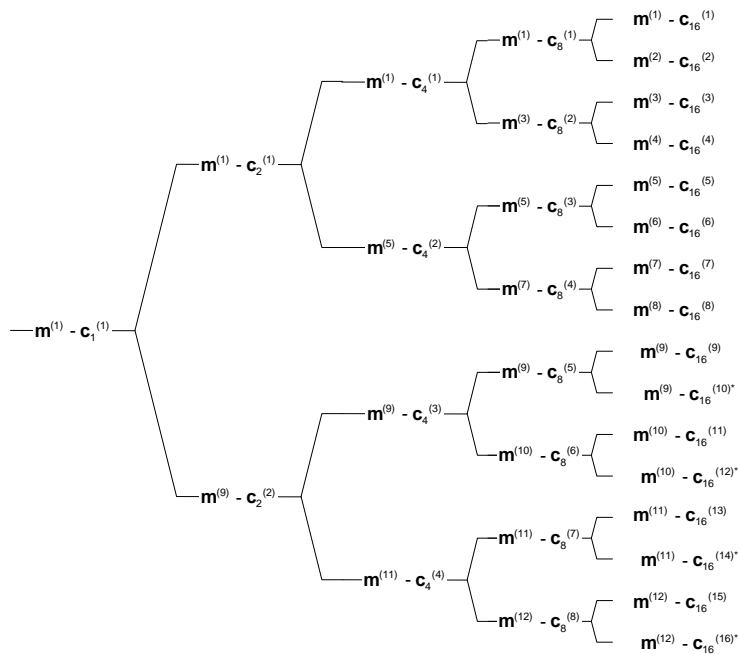 m(1) - c1(1)
m(1) - c2(1)
m(9) - c2(2)
m(1) - c4(1)
m(5) - c4(2)
m(9) - c4(3)
m(11) - c4(4)
m(1) - c8(1)
m(3) - c8(2)
m(5) - c8(3)
m(7) - c8(4)
m(9) - c8(5)
m(10) - c8(6)
m(11) - c8(7)
m(12) - c8(8)
m(1) - c16(1)
m(2) - c16(2)
m(3) - c16(3)
m(4) - c16(4)
m(5) - c16(5)
m(6) - c16(6)
m(7) - c16(7)
m(8) - c16(8)
m(9) - c16(9)
m(9) - c16(10)*
m(10) - c16(11)
m(10) - c16(12)*
m(11) - c16(13)
m(11) - c16(14)*
m(12) - c16(15)
m(12) - c16(16)*